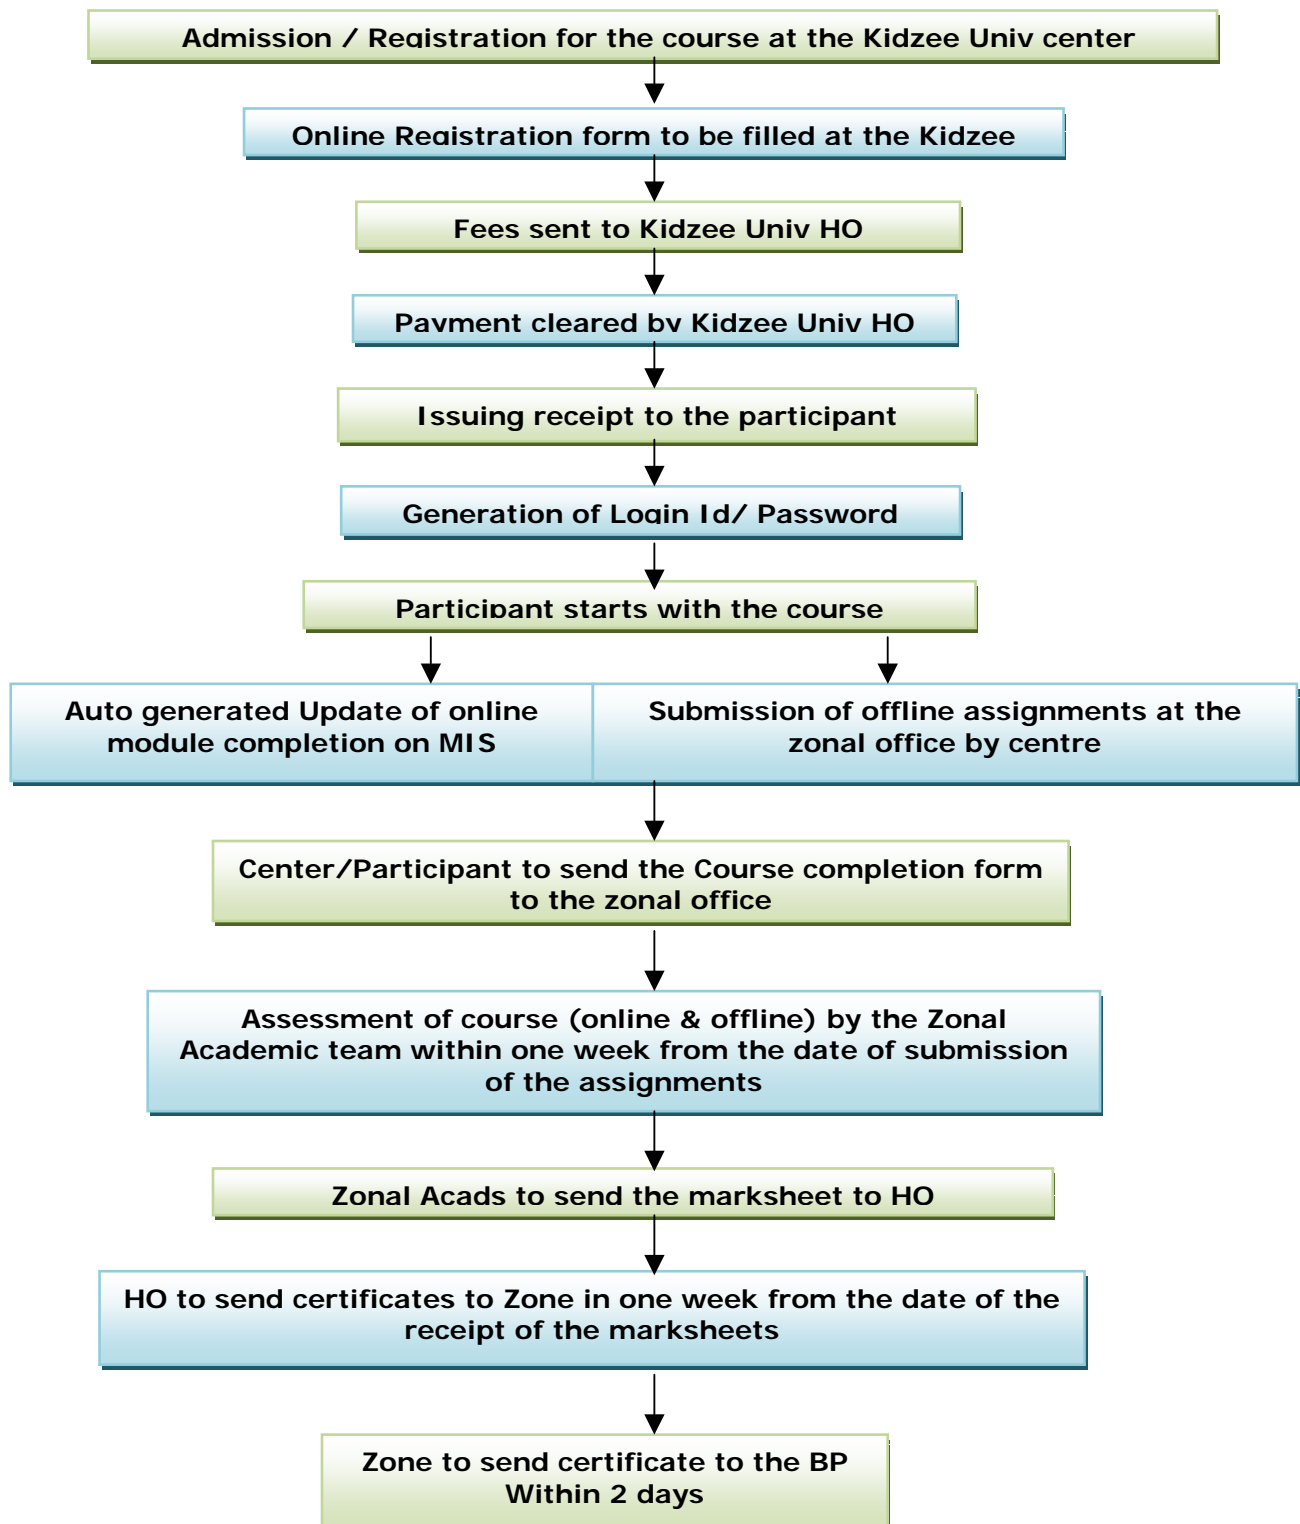 Admission / Registration for the course at the Kidzee Univ center
Online Registration form to be filled at the Kidzee
Fees sent to Kidzee Univ HO
Payment cleared by Kidzee Univ HO
Issuing receipt to the participant
Generation of Login Id/ Password
Participant starts with the course
Auto generated Update of online
module completion on MIS
Submission of offline assignments at the
zonal office by centre
Center/Participant to send the Course completion form
to the zonal office
Assessment of course (online & offline) by the Zonal
Academic team within one week from the date of submission
of the assignments
Zonal Acads to send the marksheet to HO
HO to send certificates to Zone in one week from the date of the
receipt of the marksheets
Zone to send certificate to the BP
Within 2 days